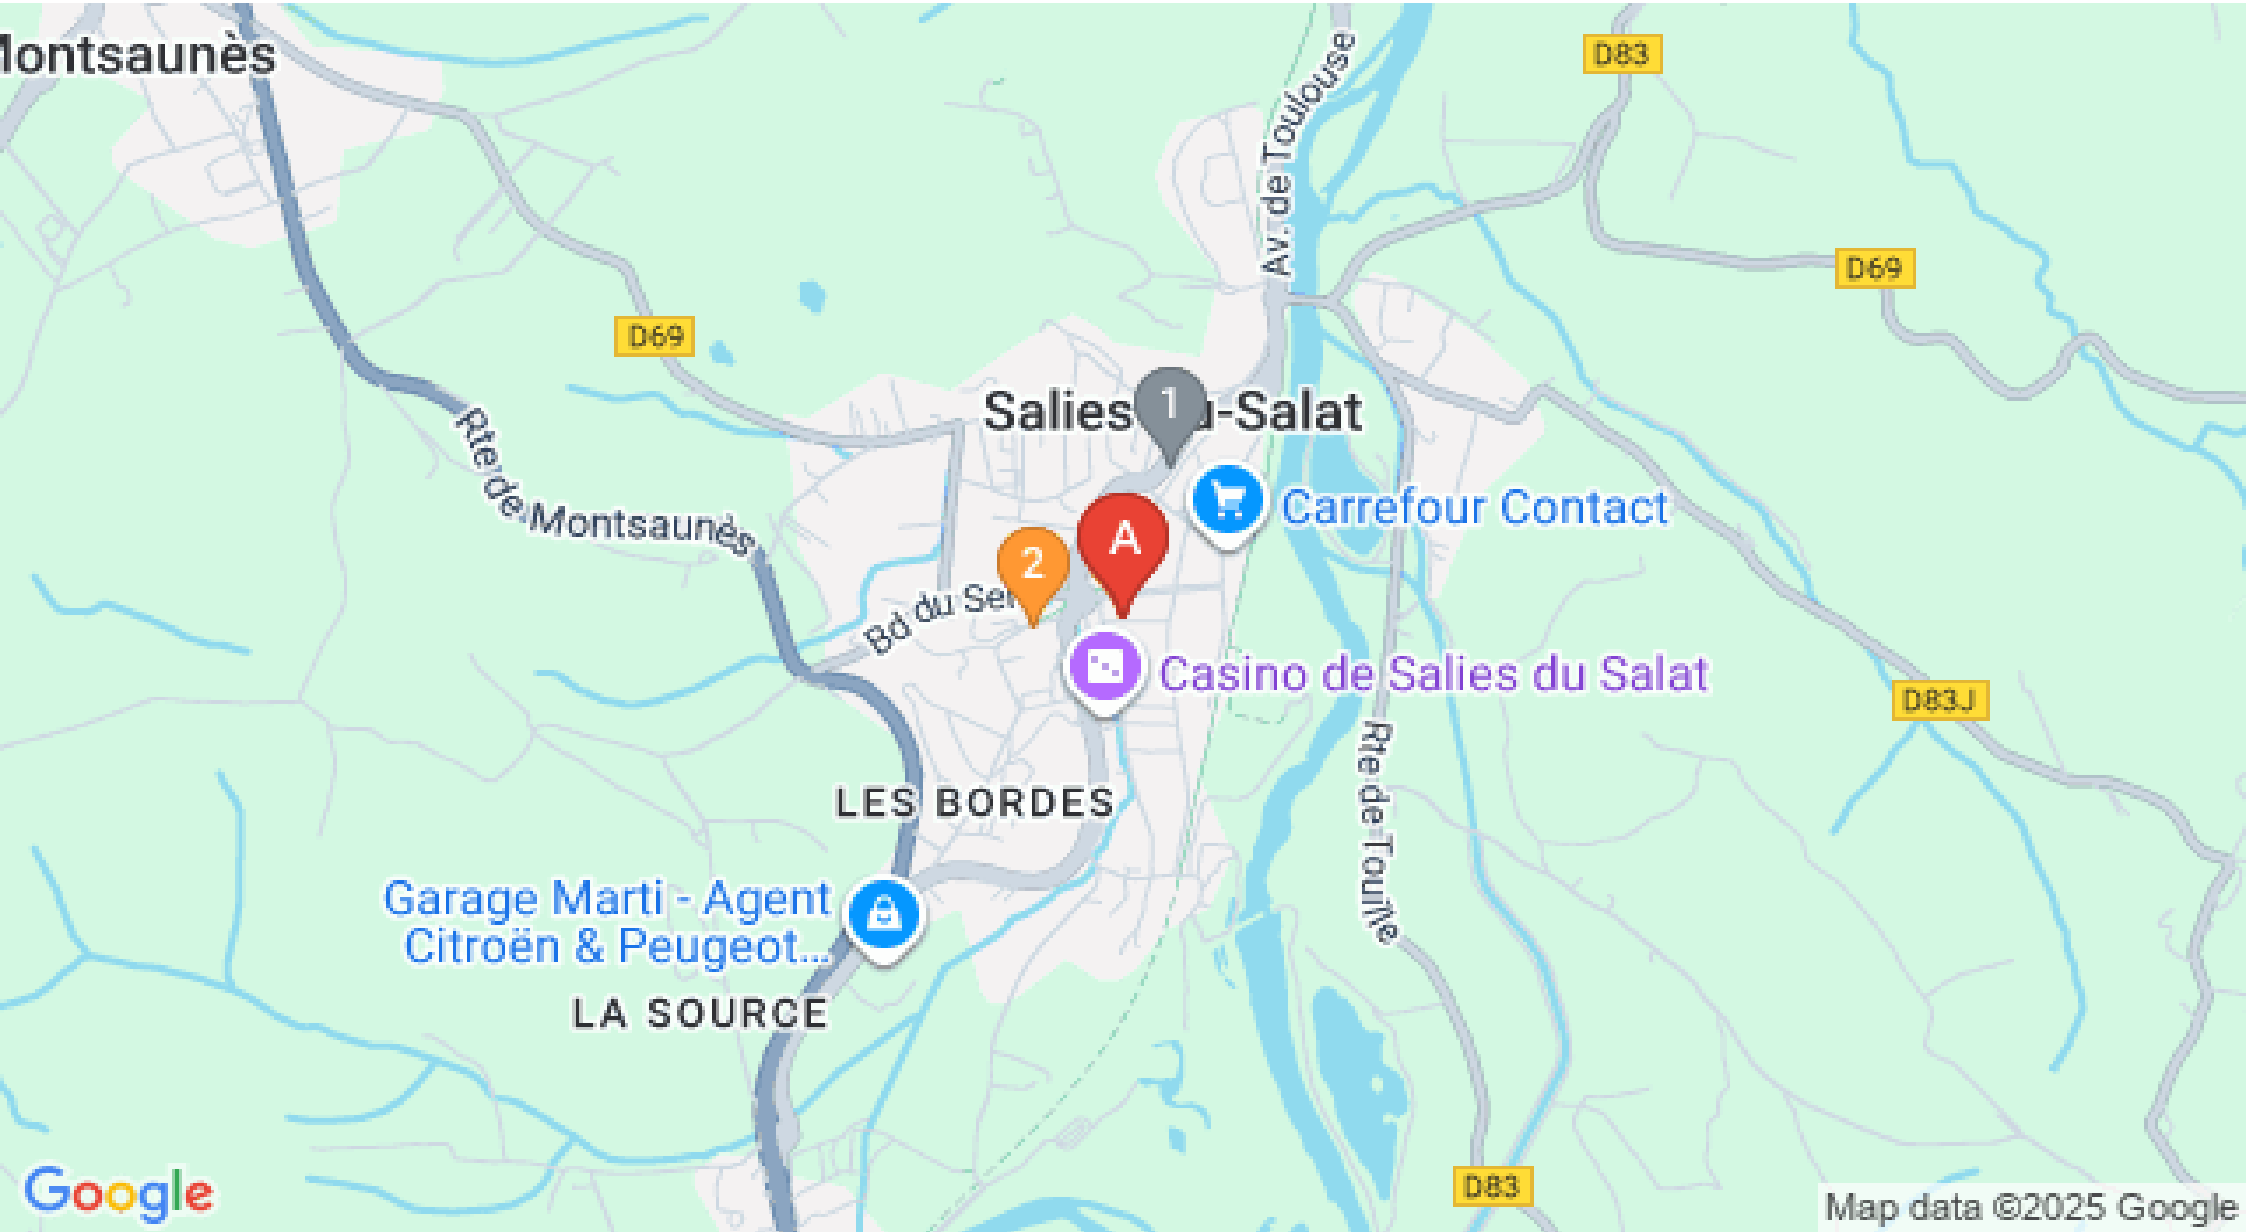 Montsaunès
Av. de Toulouse
D83
D69
D69
Salies
1
-Salat
Rte de Montsaunès
Carrefour Contact
A
2
Bd du
Casino de Salies du Salat
D83J
Rte de Touille
LES BORDES
Garage Marti - Agent
Citroën & Peugeot...
LA SOURCE
D83
Google
Map data ©2025 Google